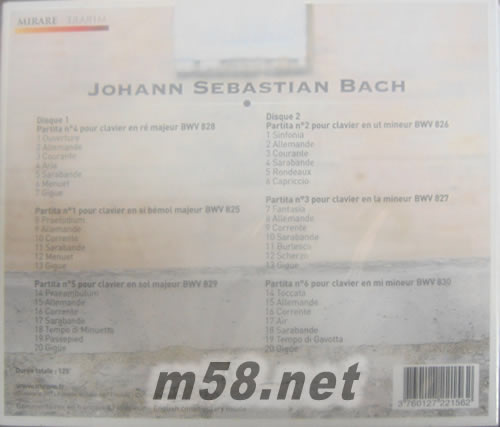 MIRARE
JOHANN SEBASTIAN BACH
Disque 1
Partita n°4 pour clavier en ré majeur BWV 828
1 Ouverture
2 Allemande
3 Courante
4 Aria
5 Sarabande
6 Menuet
7 Gigue
Partita n°1 pour clavier en si bémol majeur BWV 825
8 Praeludium
9 Allemande
10 Corrente
11 Sarabande
12 Menuet
13 Gigue
Partita n°5 pour clavier en sol majeur BWV 829
14 Praeambulum
15 Allemande
16 Corrente
17 Sarabande
18 Tempo di Minuetto
19 Passepied
20 Gigue
Disque 2
Partita n°2 pour clavier en ut mineur BWV 826
1 Sinfonia
2 Allemande
3 Courante
4 Sarabande
5 Rondeaux
6 Capriccio
Partita n°3 pour clavier en la mineur BWV 827
7 Fantasia
8 Allemande
9 Corrente
10 Sarabande
11 Burlesca
12 Scherzo
13 Gigue
Partita n°6 pour clavier en mi mineur BWV 830
14 Toccata
15 Allemande
16 Corrente
17 Air
18 Sarabande
19 Tempo di Gavotta
20 Gigue
Durée totale :
m58.net
3 760127 221562